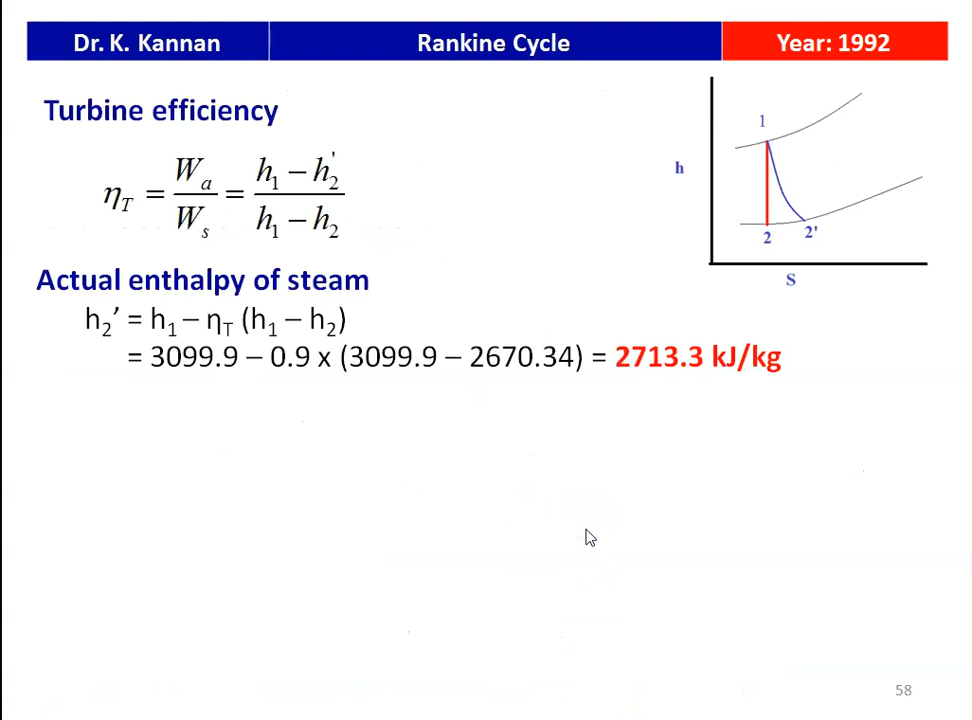 Dr. K. Kannan
Rankine Cycle
Year: 1992
Turbine efficiency
η_T = W_a / W_s = (h_1 − h_2') / (h_1 − h_2)
1
h
2
2'
S
Actual enthalpy of steam
h_2’ = h_1 – η_T (h_1 – h_2)
= 3099.9 – 0.9 x (3099.9 – 2670.34) = 2713.3 kJ/kg
58